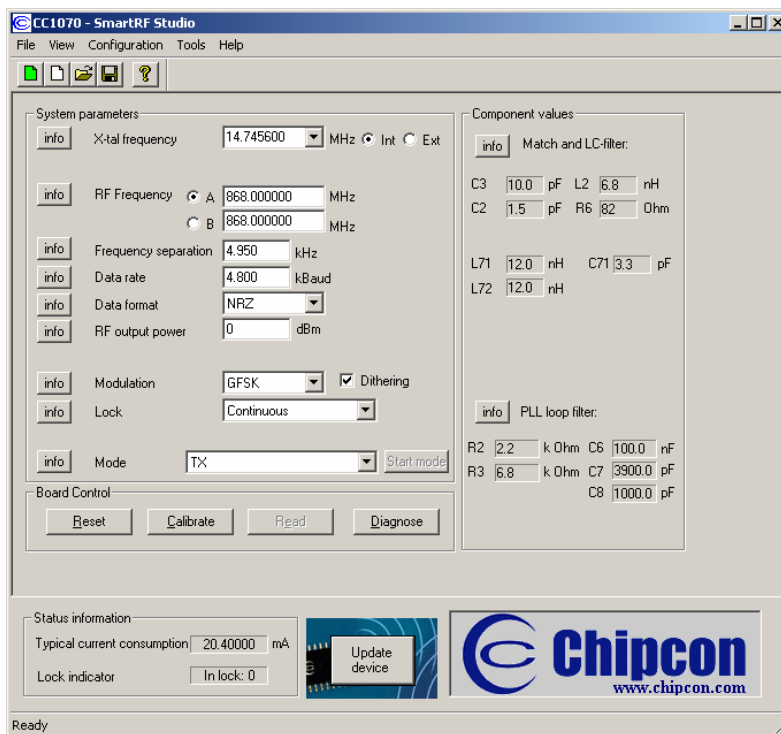 CC1070 - SmartRF Studio
File View Configuration Tools Help
System parameters
info X-tal frequency 14.745600 MHz Int Ext
info RF Frequency A 868.000000 MHz
B 868.000000 MHz
info Frequency separation 4.950 kHz
info Data rate 4.800 kBaud
info Data format NRZ
info RF output power 0 dBm
info Modulation GFSK Dithering
info Lock Continuous
info Mode TX Start mode
Component values
info Match and LC-filter:
C3 10.0 pF L2 6.8 nH
C2 1.5 pF R6 82 Ohm
L71 12.0 nH C71 3.3 pF
L72 12.0 nH
info PLL loop filter:
R2 2.2 k Ohm C6 100.0 nF
R3 6.8 k Ohm C7 3900.0 pF
C8 1000.0 pF
Board Control
Reset Calibrate Read Diagnose
Status information
Typical current consumption 20.40000 mA
Lock indicator In lock: 0
Update
device
Chipcon
www.chipcon.com
Ready